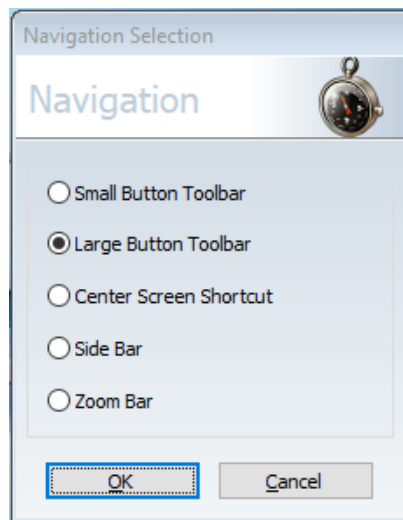 Navigation Selection
Navigation
Small Button Toolbar
Large Button Toolbar
Center Screen Shortcut
Side Bar
Zoom Bar
OK
Cancel